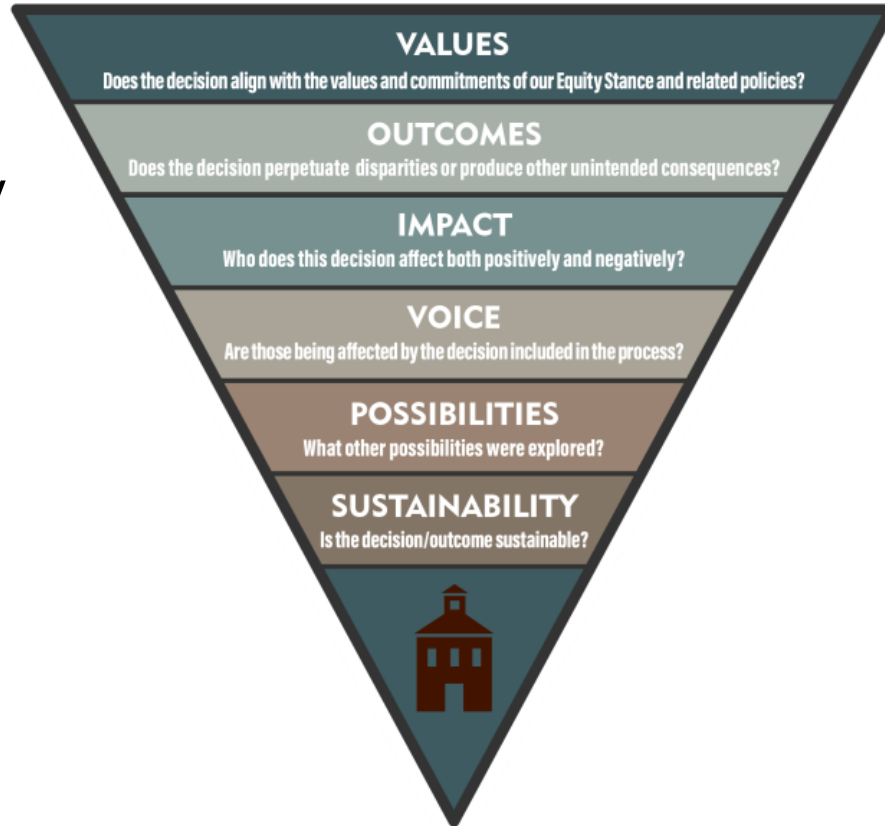 VALUES
Does the decision align with the values and commitments of our Equity Stance and related policies?
OUTCOMES
Does the decision perpetuate disparities or produce other unintended consequences?
IMPACT
Who does this decision affect both positively and negatively?
VOICE
Are those being affected by the decision included in the process?
POSSIBILITIES
What other possibilities were explored?
SUSTAINABILITY
Is the decision/outcome sustainable?